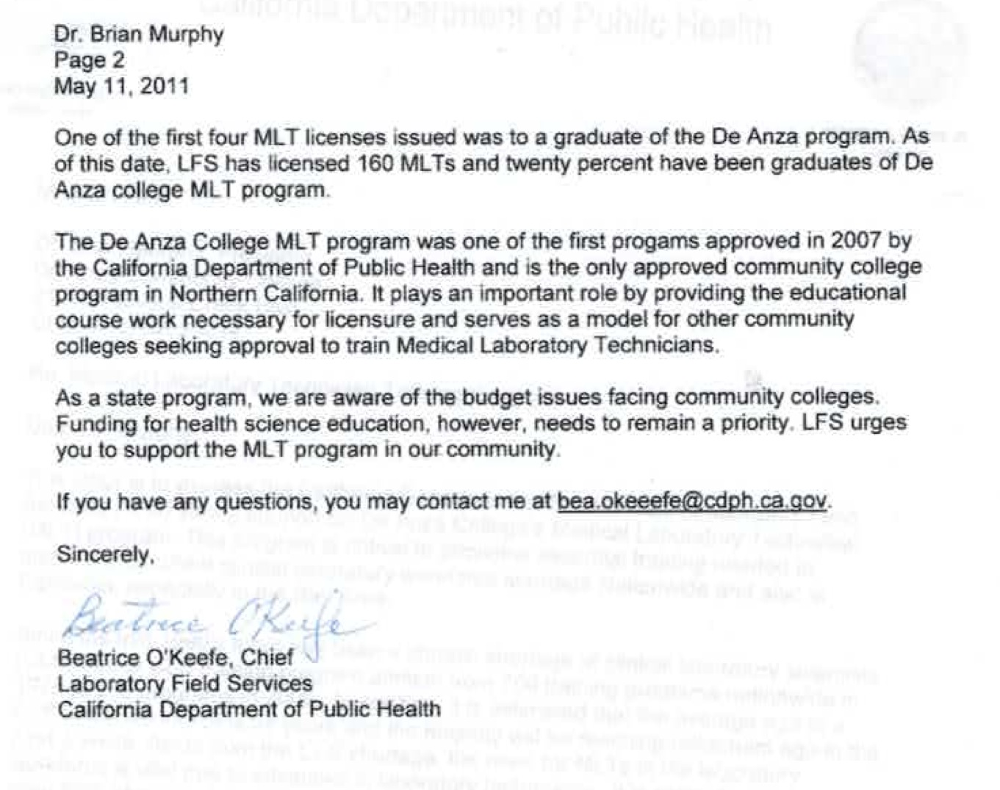 California Department of Public Health
Dr. Brian Murphy
Page 2
May 11, 2011
One of the first four MLT licenses issued was to a graduate of the De Anza program. As
of this date, LFS has licensed 160 MLTs and twenty percent have been graduates of De
Anza college MLT program.
The De Anza College MLT program was one of the first progams approved in 2007 by
the California Department of Public Health and is the only approved community college
program in Northern California. It plays an important role by providing the educational
course work necessary for licensure and serves as a model for other community
colleges seeking approval to train Medical Laboratory Technicians.
As a state program, we are aware of the budget issues facing community colleges.
Funding for health science education, however, needs to remain a priority. LFS urges
you to support the MLT program in our community.
If you have any questions, you may contact me at bea.okeeefe@cdph.ca.gov.
Sincerely,
Beatrice O'Keefe
Beatrice O'Keefe, Chief
Laboratory Field Services
California Department of Public Health